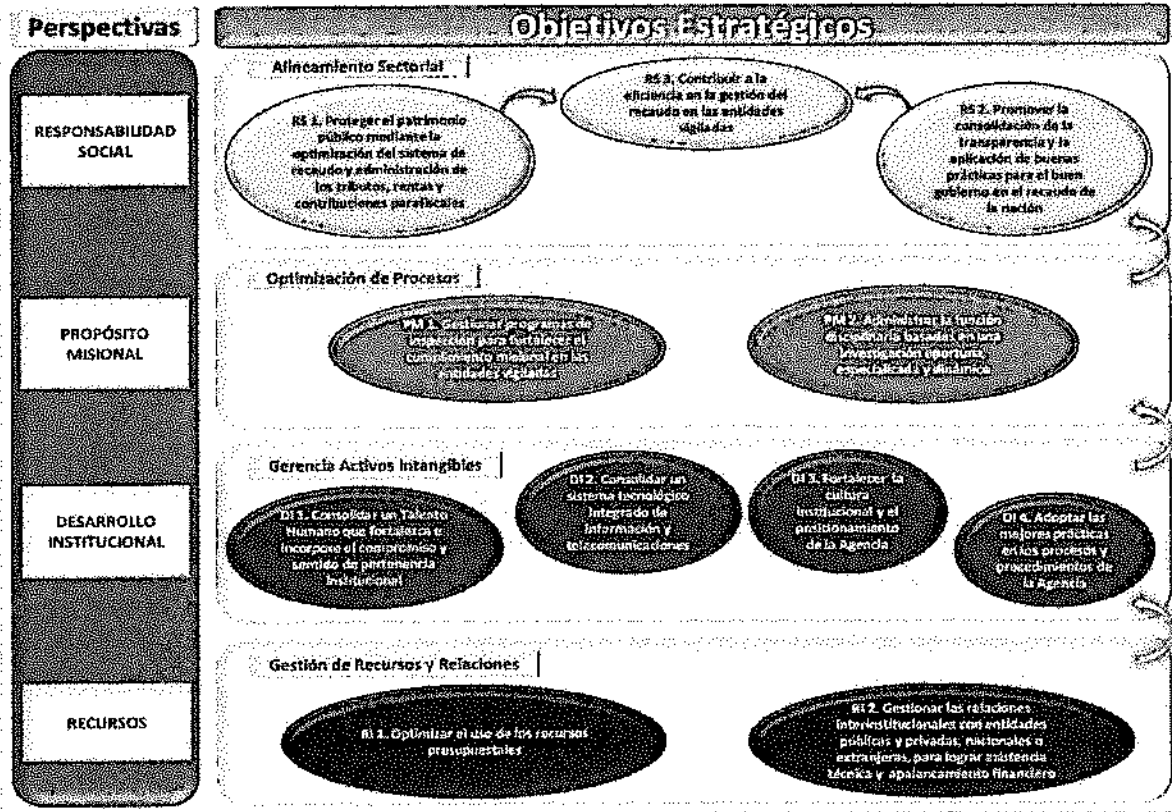 Perspectivas
Objetivos Estratégicos
RESPONSABILIDAD
SOCIAL
Alineamiento Sectorial
RS 1. Proteger el patrimonio
público mediante la
optimización del sistema de
recaudo y administración de
los tributos, rentas y
contribuciones parafiscales
RS 3. Contribuir a la
eficiencia en la gestión del
recaudo en las entidades
vigiladas
RS 2. Promover la
consolidación de la
transparencia y la
aplicación de buenas
prácticas para el buen
gobierno en el recaudo de
la nación
PROPÓSITO
MISIONAL
Optimización de Procesos
PM 1. Gestionar programas de
inspección para fortalecer el
cumplimiento misional en las
entidades vigiladas
PM 2. Administrar la función
disciplinaria basadas en una
investigación oportuna,
especializada y dinámica
DESARROLLO
INSTITUCIONAL
Gerencia Activos Intangibles
DI 1. Consolidar un Talento
Humano que fortalezca e
incorpore el compromiso y
sentido de pertenencia
Institucional
DI 2. Consolidar un
sistema tecnológico
Integrado de
información y
telecomunicaciones
DI 3. Fortalecer la
cultura
institucional y el
posicionamiento
de la Agencia
DI 4. Adoptar las
mejores prácticas
en los procesos y
procedimientos de
la Agencia
RECURSOS
Gestión de Recursos y Relaciones
RI 1. Optimizar el uso de los recursos
presupuestales
RI 2. Gestionar las relaciones
interinstitucionales con entidades
públicas y privadas, nacionales o
extranjeras, para lograr asistencia
técnica y apalancamiento financiero